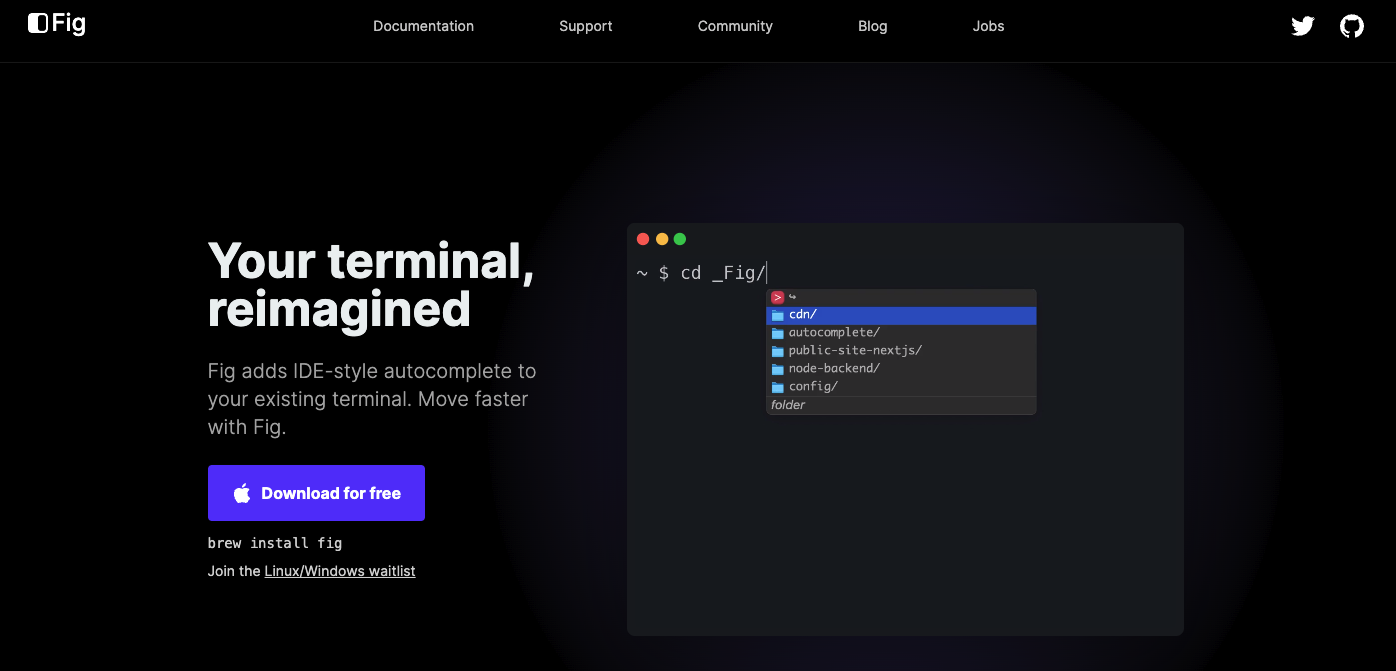 Fig
Documentation
Support
Community
Blog
Jobs
Your terminal,
reimagined
Fig adds IDE-style autocomplete to
your existing terminal. Move faster
with Fig.
Download for free
brew install fig
Join the Linux/Windows waitlist
~ $ cd _Fig/
> ↪
cdn/
autocomplete/
public-site-nextjs/
node-backend/
config/
folder